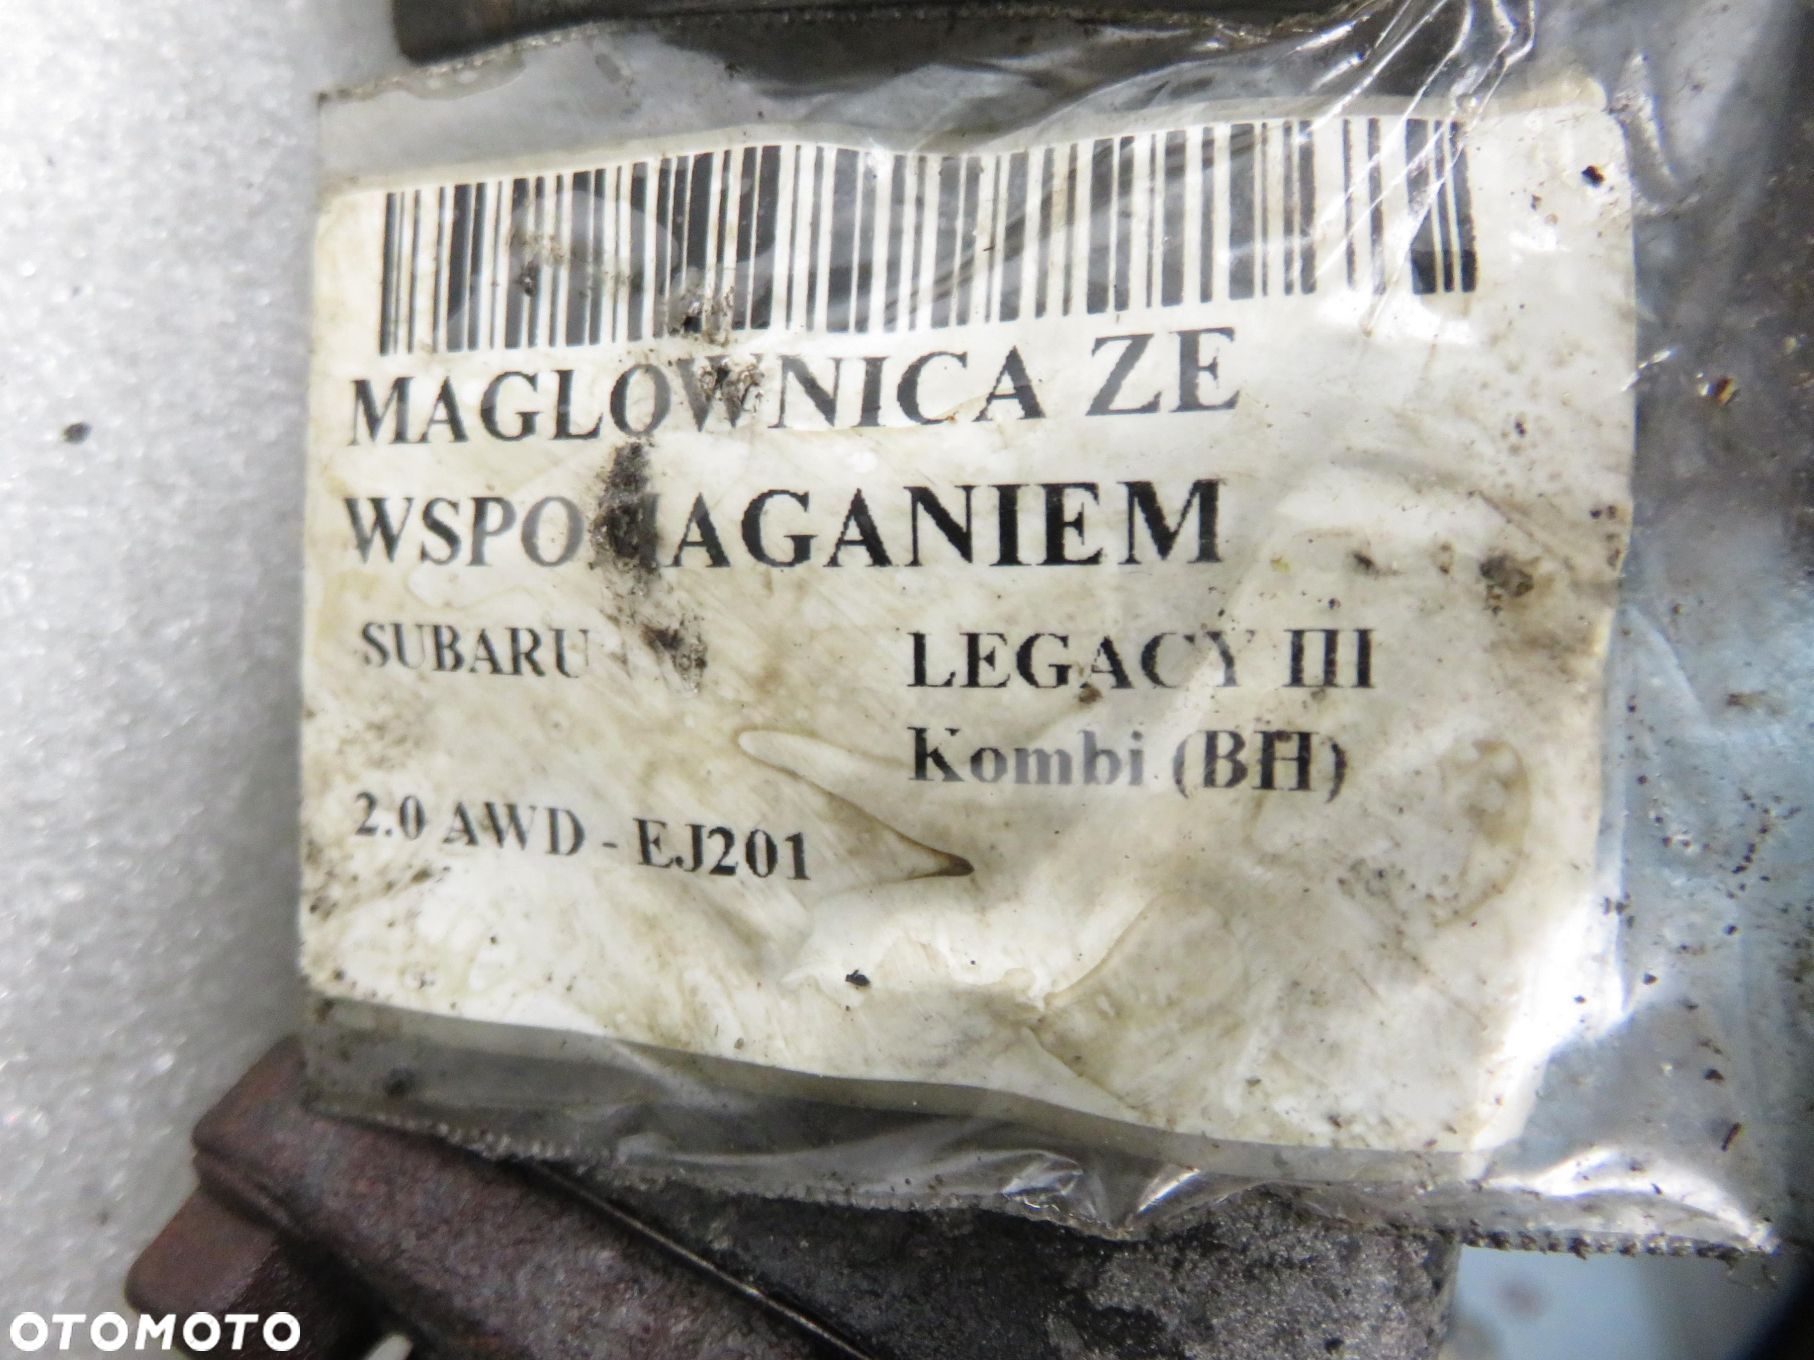 MAGLOWNICA ZE
WSPOMAGANIEM
SUBARU LEGACY III
Kombi (BH)
2.0 AWD - EJ201
OTOMOTO